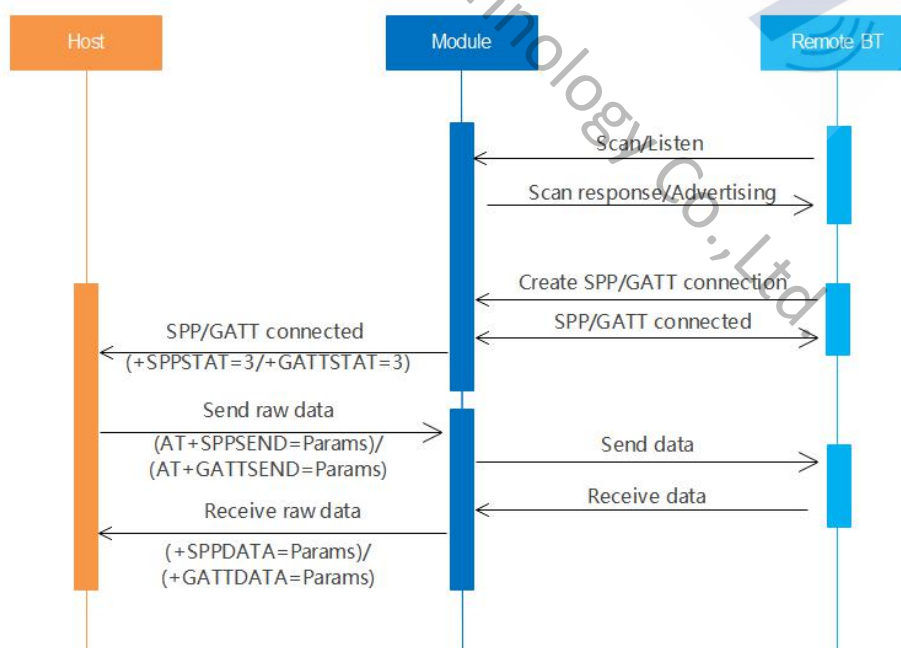 Host
Module
Remote BT
Scan/Listen
Scan response/Advertising
Create SPP/GATT connection
SPP/GATT connected
SPP/GATT connected
(+SPPSTAT=3/+GATTSTAT=3)
Send raw data
(AT+SPPSEND=Params)/
(AT+GATTSEND=Params)
Send data
Receive data
Receive raw data
(+SPPDATA=Params)/
(+GATTDATA=Params)
Co., Ltd.